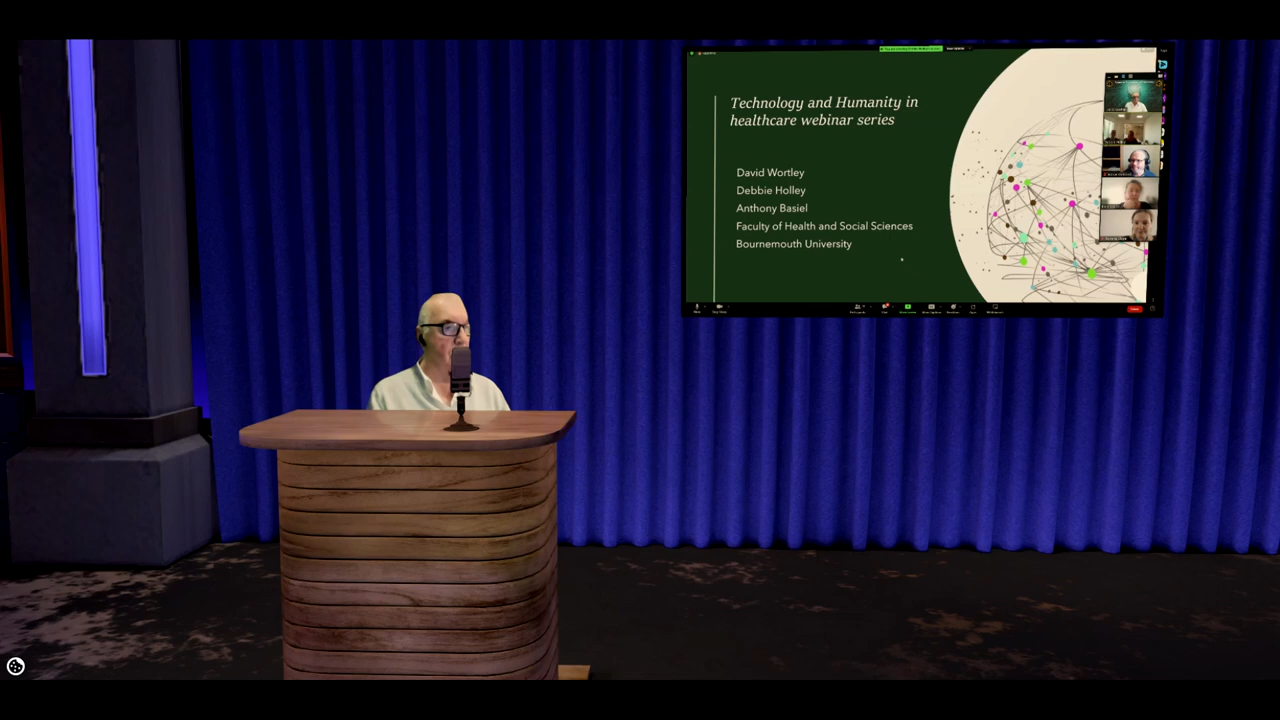 Technology and Humanity in
healthcare webinar series
David Wortley
Debbie Holley
Anthony Basiel
Faculty of Health and Social Sciences
Bournemouth University